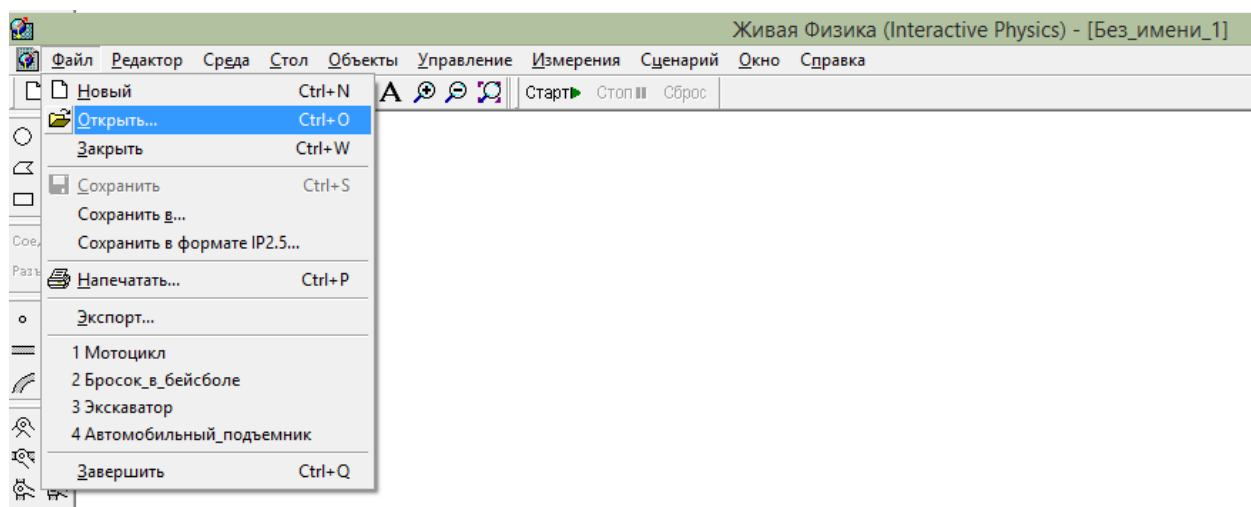 Живая Физика (Interactive Physics) - [Без_имени_1]
Файл Редактор Среда Стол Объекты Управление Измерения Сценарий Окно Справка
A Старт Стоп Сброс
Новый Ctrl+N
Открыть... Ctrl+O
Закрыть Ctrl+W
Сохранить Ctrl+S
Сохранить в...
Сохранить в формате IP2.5...
Напечатать... Ctrl+P
Экспорт...
1 Мотоцикл
2 Бросок_в_бейсболе
3 Экскаватор
4 Автомобильный_подъемник
Завершить Ctrl+Q